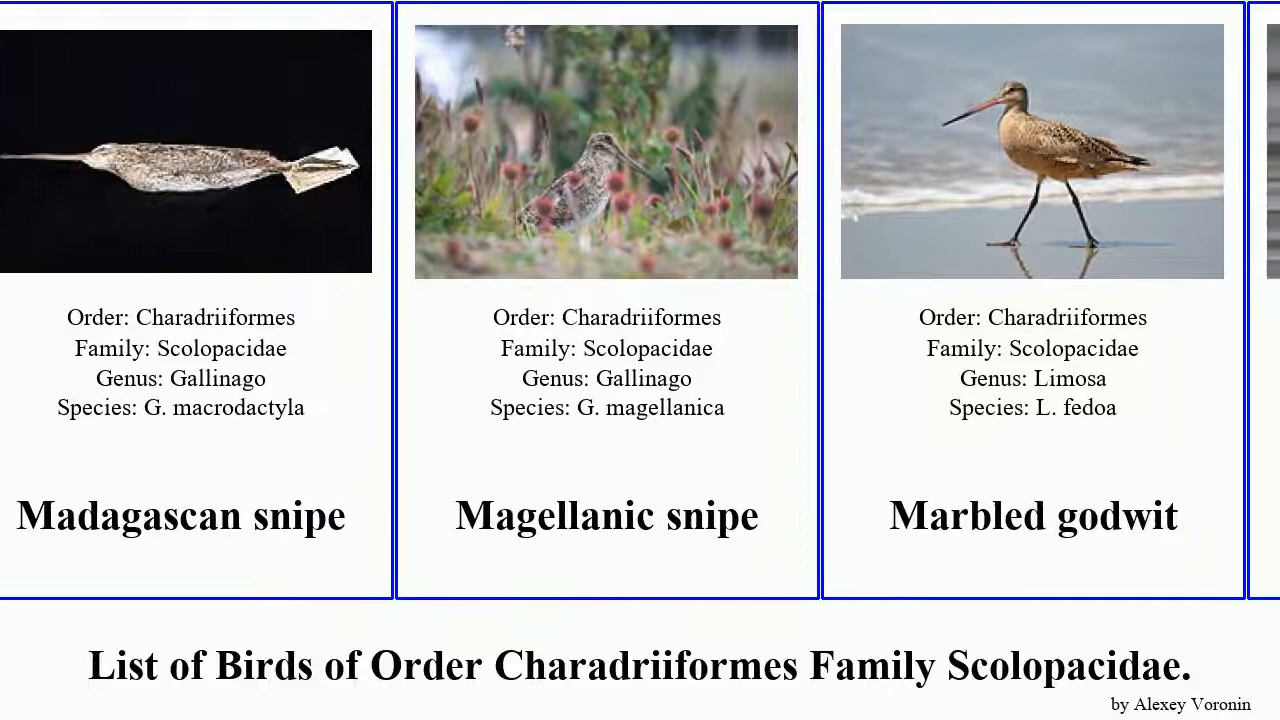 Order: Charadriiformes
Family: Scolopacidae
Genus: Gallinago
Species: G. macrodactyla
Madagascan snipe
Order: Charadriiformes
Family: Scolopacidae
Genus: Gallinago
Species: G. magellanica
Magellanic snipe
Order: Charadriiformes
Family: Scolopacidae
Genus: Limosa
Species: L. fedoa
Marbled godwit
List of Birds of Order Charadriiformes Family Scolopacidae.
by Alexey Voronin